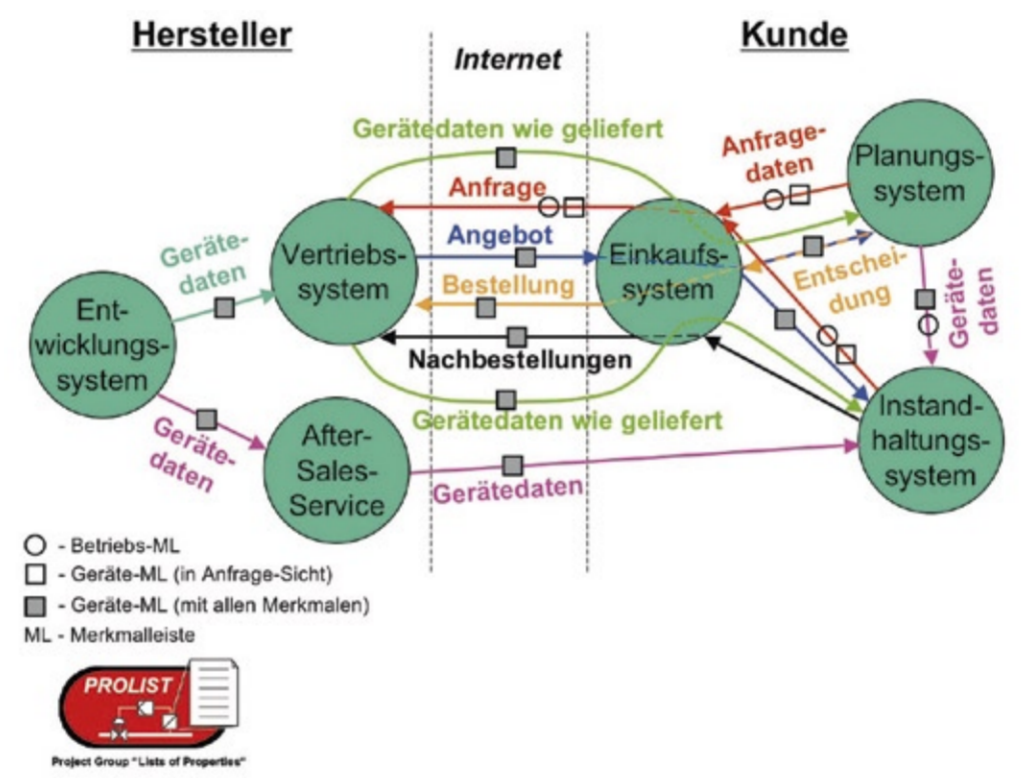 Hersteller
Internet
Kunde
Gerätedaten wie geliefert
Anfrage-
daten
Planungs-
system
Anfrage
Geräte-
daten
Vertriebs-
system
Angebot
Einkaufs-
system
Entschei-
dung
Bestellung
Geräte-
daten
Ent-
wicklungs-
system
Nachbestellungen
Gerätedaten wie geliefert
Geräte-
daten
After-
Sales-
Service
Instand-
haltungs-
system
Gerätedaten
- Betriebs-ML
- Geräte-ML (in Anfrage-Sicht)
- Geräte-ML (mit allen Merkmalen)
ML - Merkmalleiste
PROLIST
Project Group "Lists of Properties"